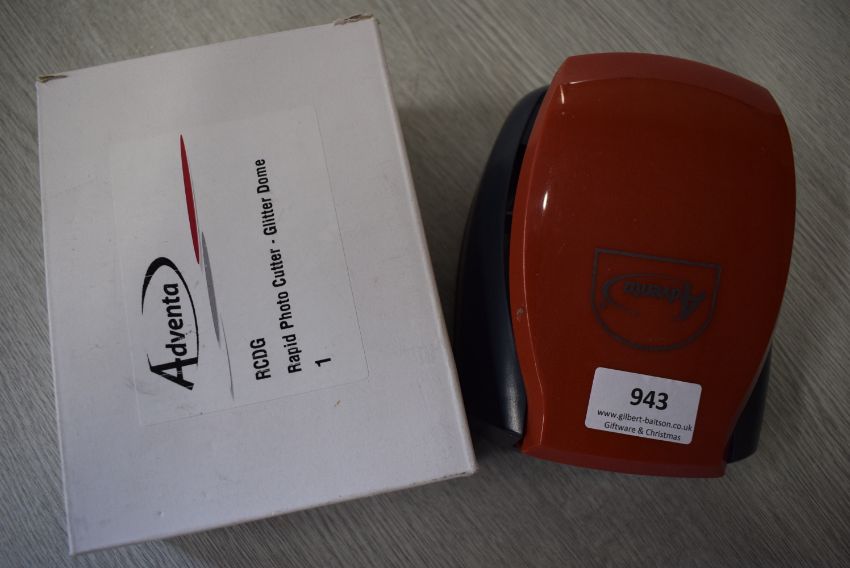 Adventa
RCDG
Rapid Photo Cutter - Glitter Dome
1
Adventa
943
www.gilbert-baitson.co.uk
Giftware & Christmas